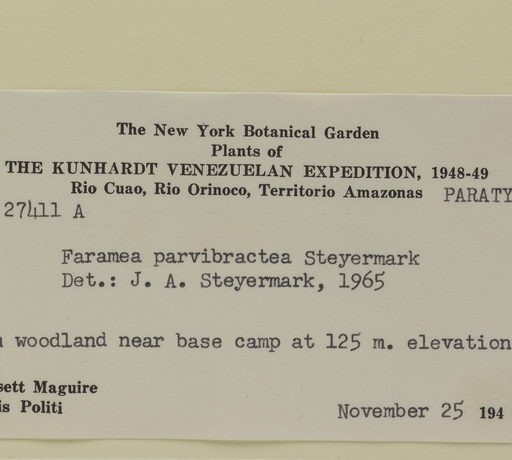 The New York Botanical Garden
Plants of
THE KUNHARDT VENEZUELAN EXPEDITION, 1948-49
Rio Cuao, Rio Orinoco, Territorio Amazonas PARATY
27411 A
Faramea parvibractea Steyermark
Det.: J. A. Steyermark, 1965
woodland near base camp at 125 m. elevation
sett Maguire
is Politi
November 25 194